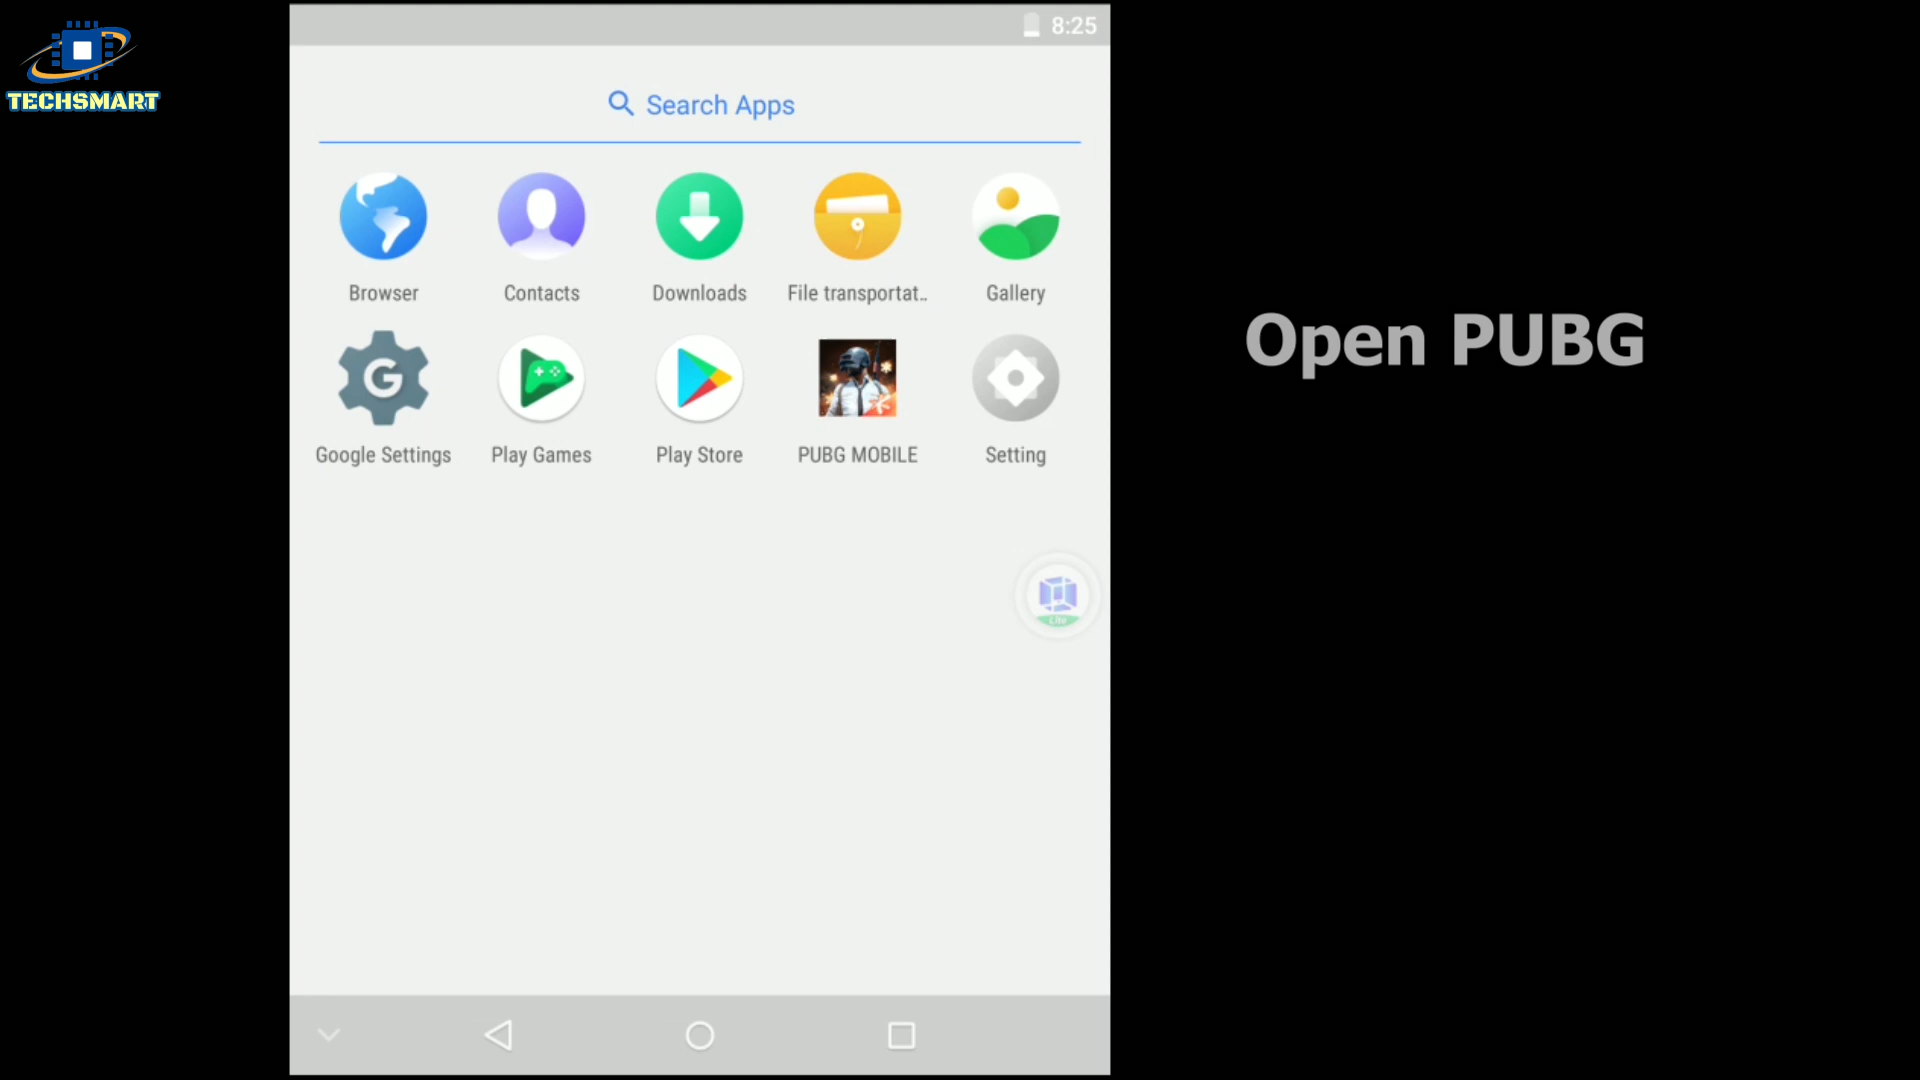 TECHSMART
8:25
Search Apps
Browser
Contacts
Downloads
File transportat..
Gallery
Open PUBG
Google Settings
Play Games
Play Store
PUBG MOBILE
Setting
Lite